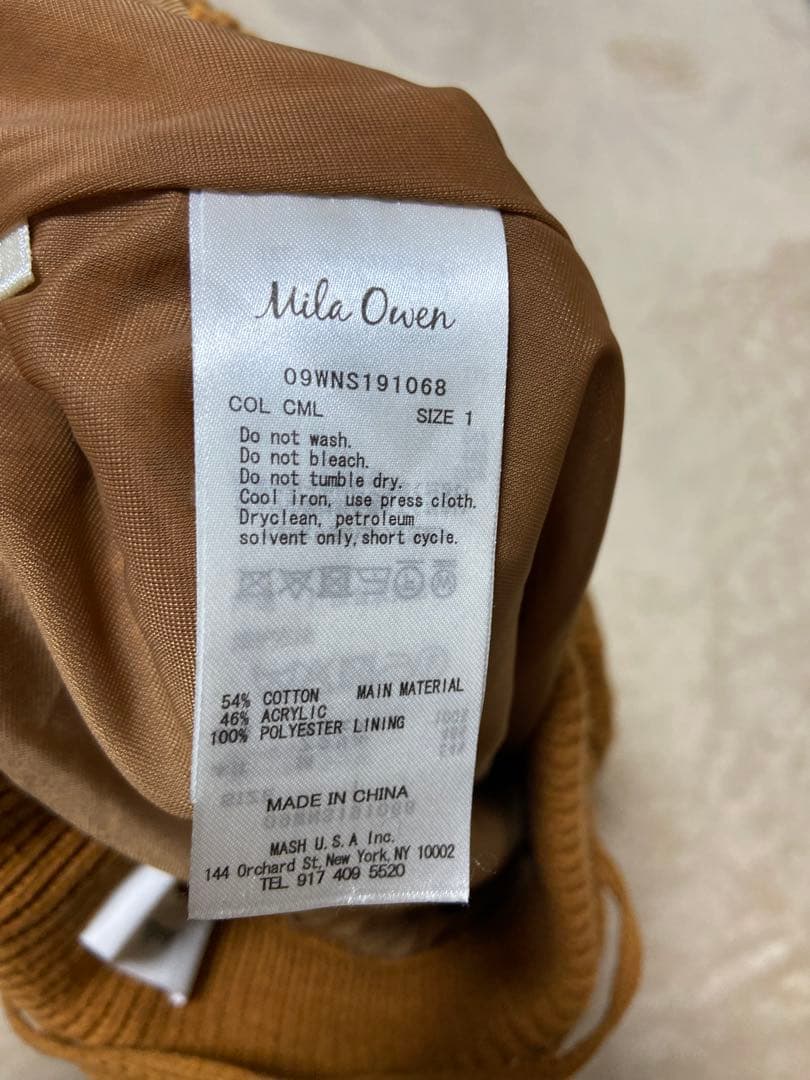 Mila Owen
09WNS191068
COL CML SIZE 1
Do not wash.
Do not bleach.
Do not tumble dry.
Cool iron, use press cloth.
Dryclean, petroleum
solvent only, short cycle.
54% COTTON MAIN MATERIAL
46% ACRYLIC
100% POLYESTER LINING
MADE IN CHINA
MASH U.S.A Inc.
144 Orchard St, New York, NY 10002
TEL 917 409 5520